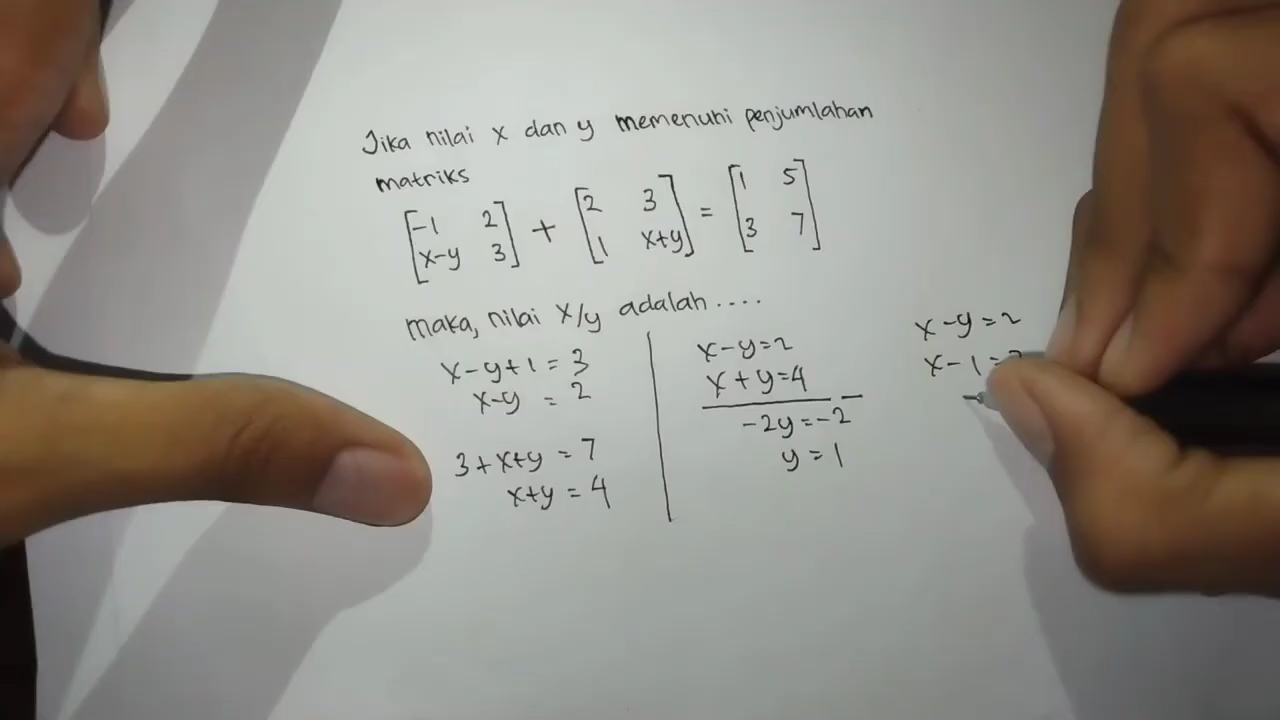 Jika nilai x dan y memenuhi penjumlahan
matriks
[-1 2] + [2 3] = [1 5]
[x-y 3] [1 x+y] [3 7]
maka, nilai x/y adalah ....
x-y+1 = 3
x-y = 2
3+x+y = 7
x+y = 4
x-y=2
x+y=4
-2y=-2
y=1
x-y=2
x-1=